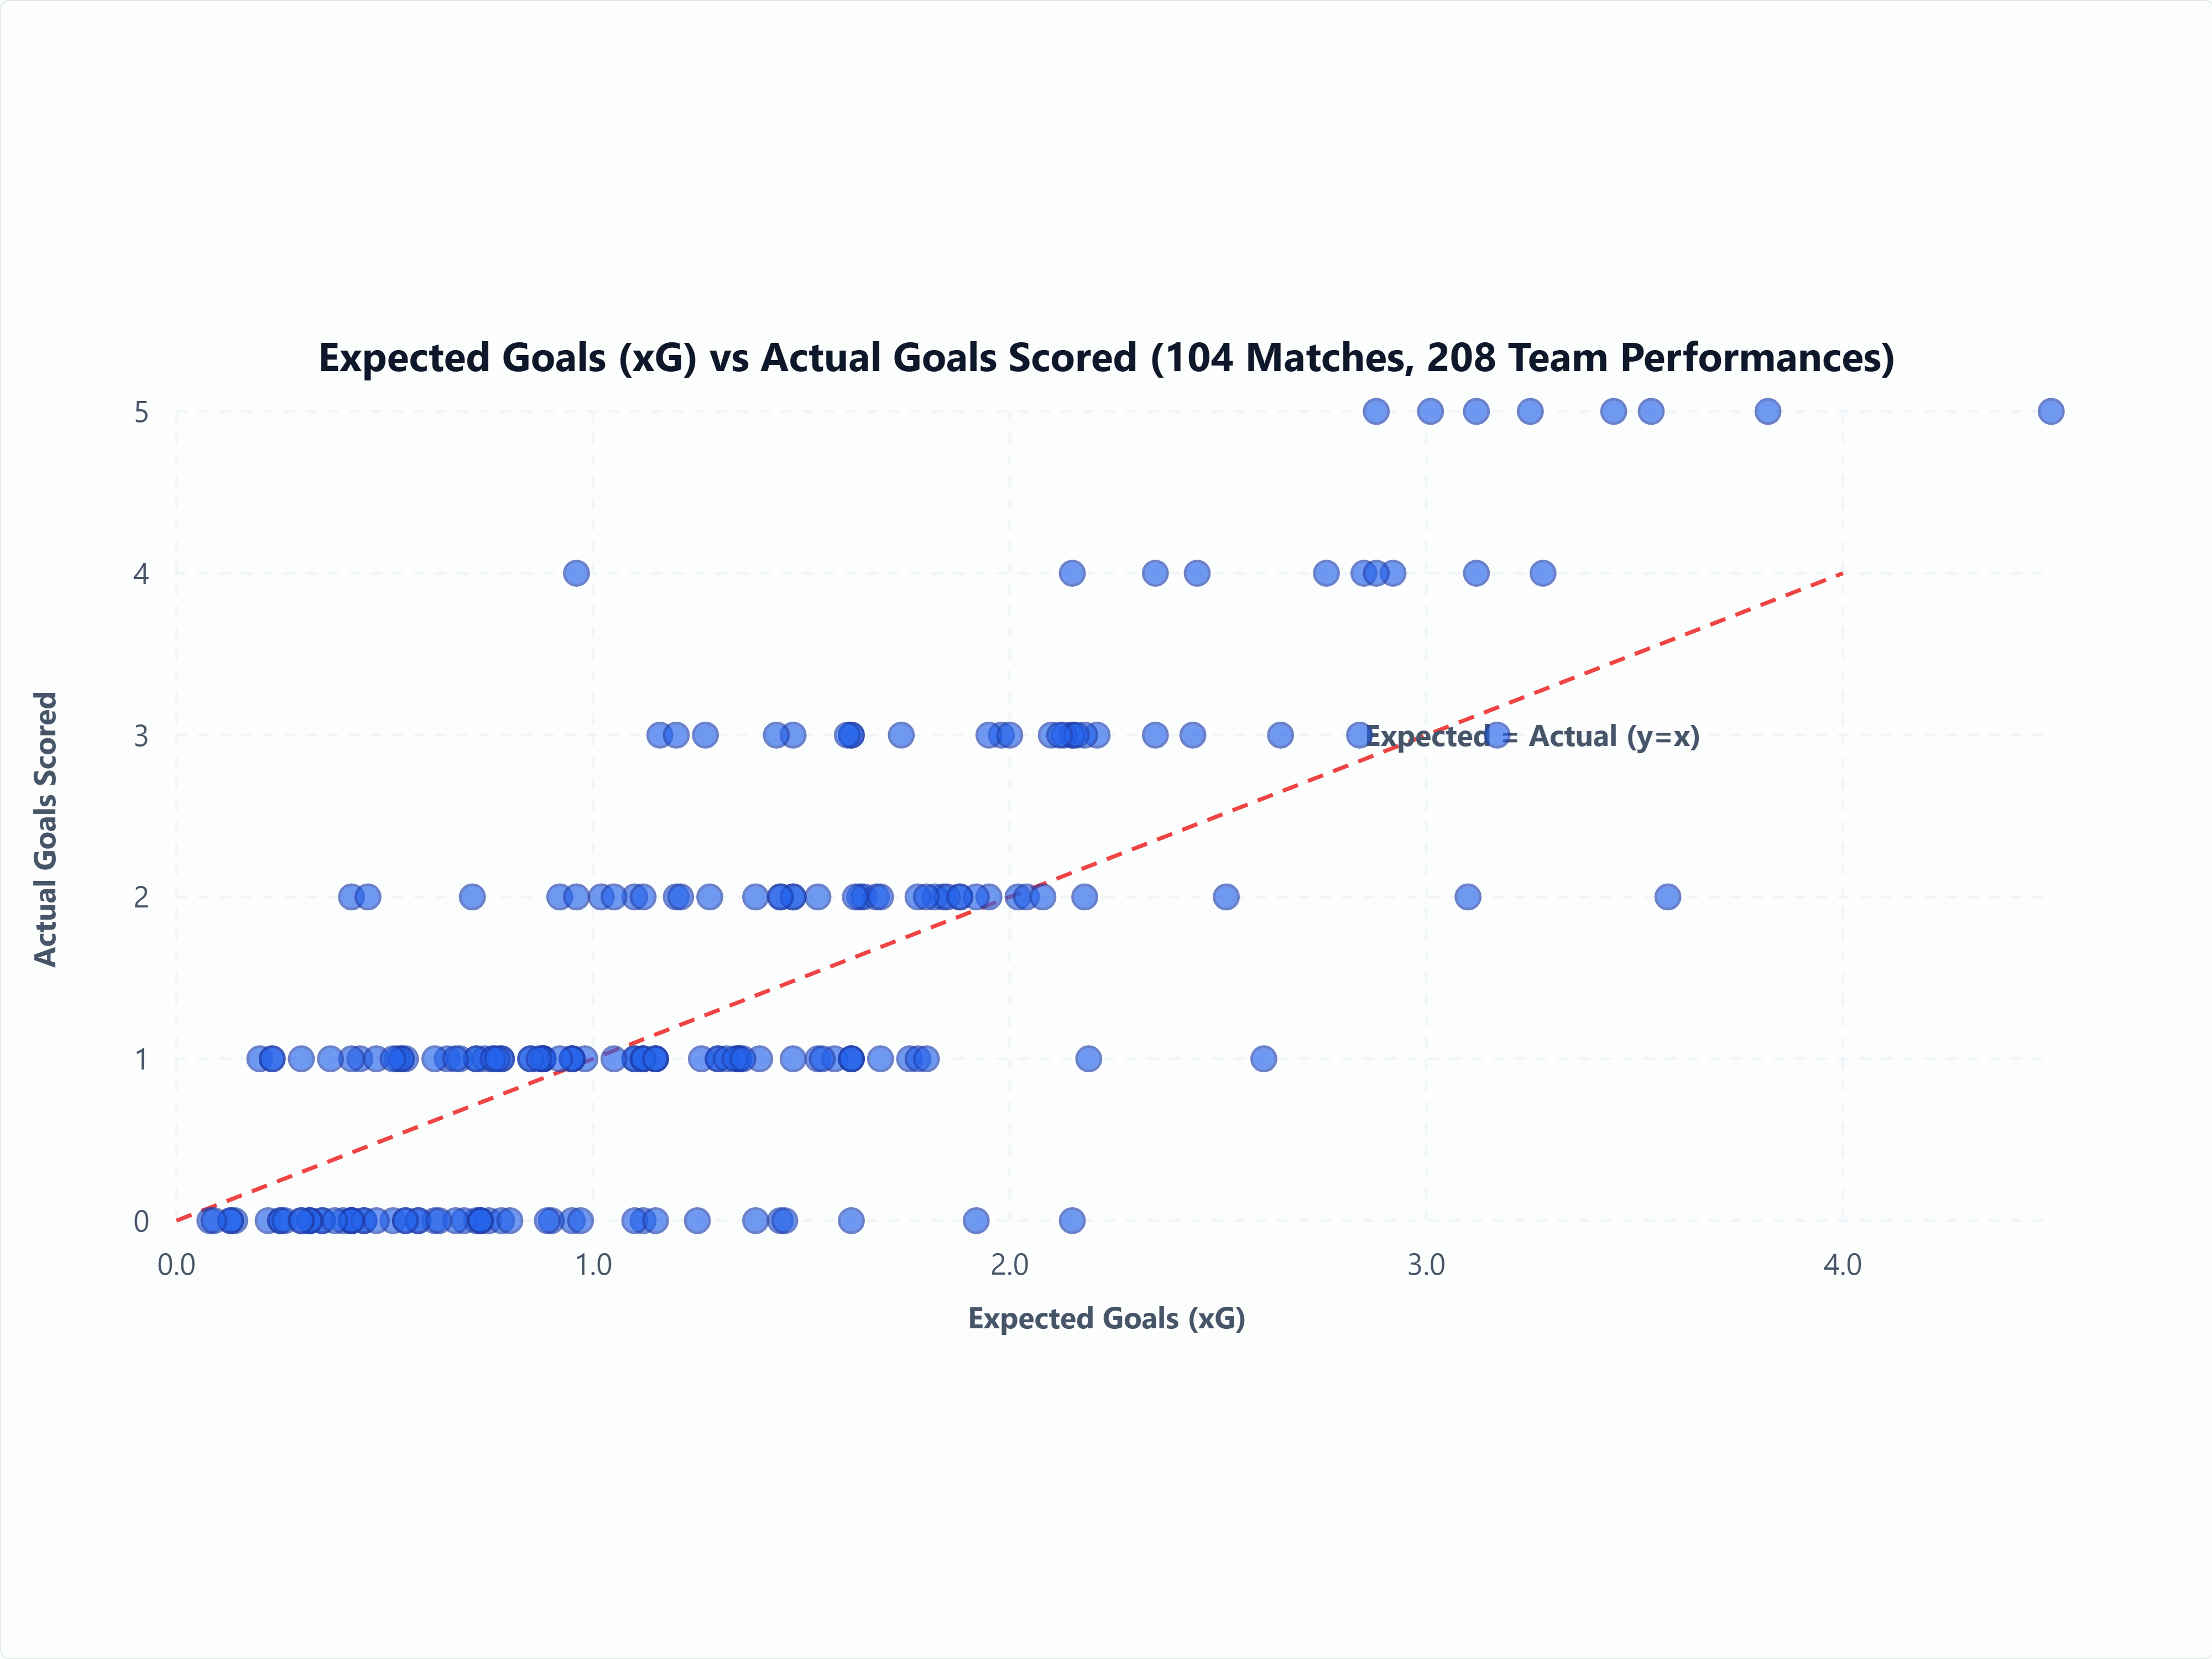 Expected Goals (xG) vs Actual Goals Scored (104 Matches, 208 Team Performances)
5
4
3
2
1
0
Actual Goals Scored
Expected = Actual (y=x)
0.0
1.0
2.0
3.0
4.0
Expected Goals (xG)